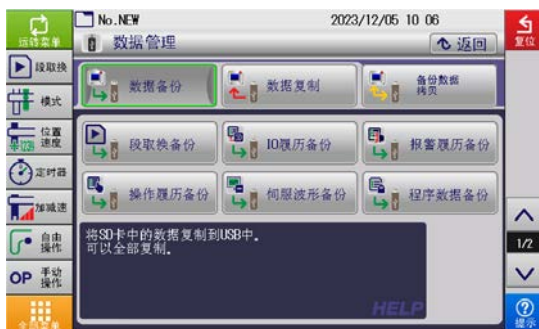 No.NEW
2023/12/05 10 06
数据管理
返回
运转菜单
段取换
模式
位置
速度
定时器
加减速
自由
操作
OP 手动
操作
全部菜单
数据备份
数据复制
备份数据
拷贝
段取换备份
IO履历备份
报警履历备份
操作履历备份
伺服波形备份
程序数据备份
将SD卡中的数据复制到USB中。
可以全部复制。
HELP
复位
1/2
提示